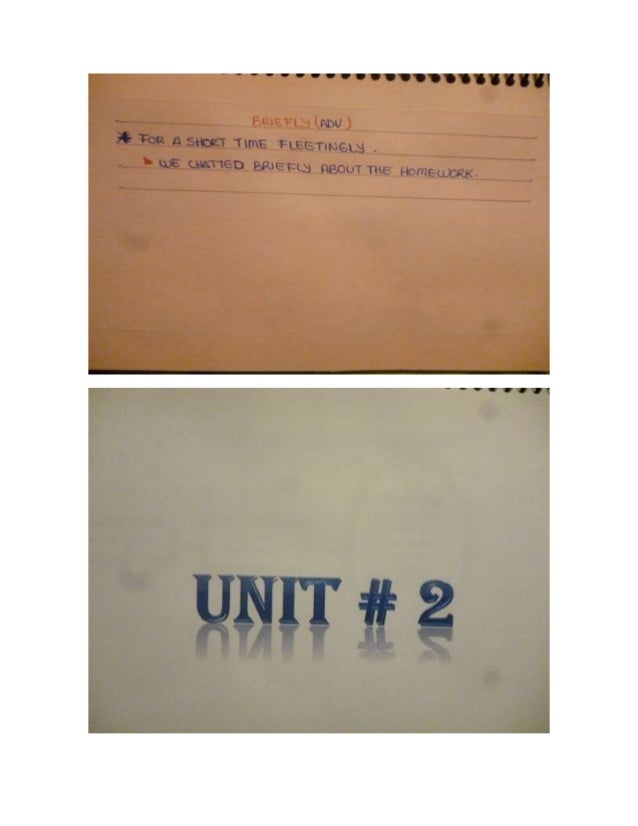 BRIEFLY (ADV)
* FOR A SHORT TIME FLEETINGLY.
WE CHATTED BRIEFLY ABOUT THE HOMEWORK.
UNIT # 2